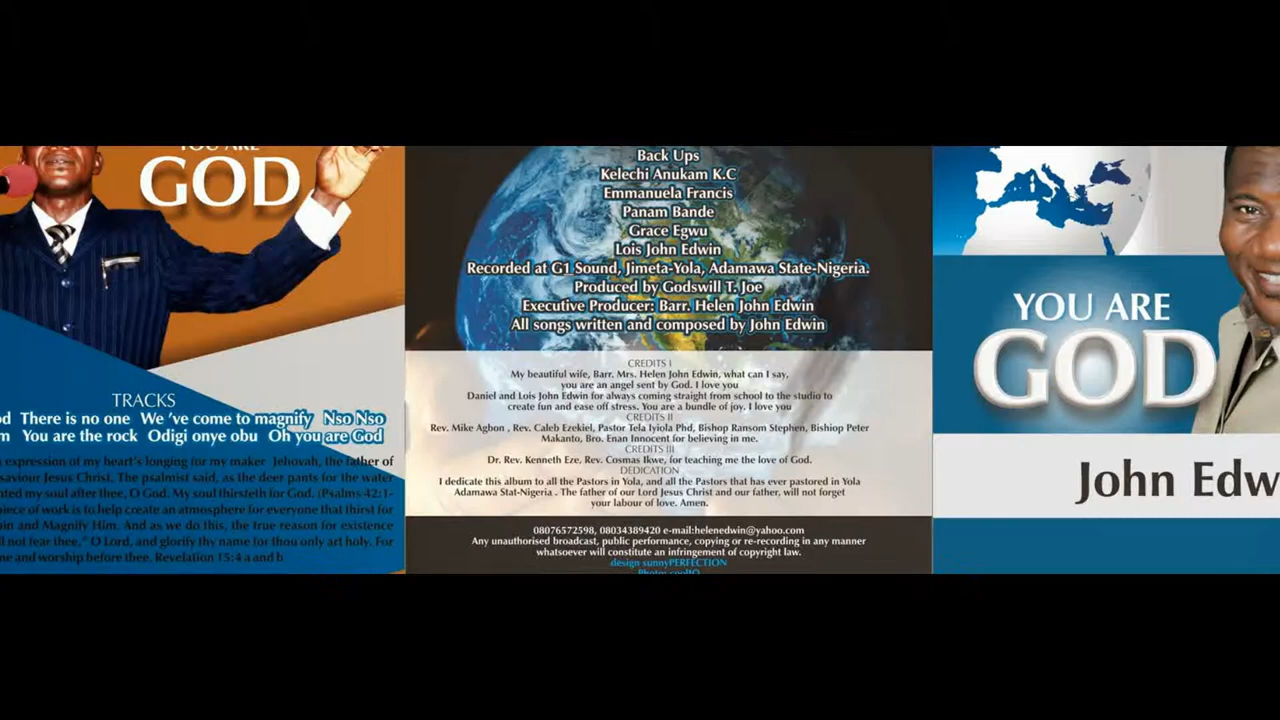 YOU ARE
GOD
TRACKS
There is no one We 've come to magnify Nso Nso
You are the rock Odigi onye obu Oh you are God
expression of my heart's longing for my maker Jehovah, the father of
saviour Jesus Christ. The psalmist said, as the deer pants for the water
my soul after thee, O God. My soul thirsteth for God. (Psalms 42:1-
piece of work is to help create an atmosphere for everyone that thirst for
and Magnify Him. And as we do this, the true reason for existence
not fear thee," O Lord, and glorify thy name for thou only art holy. For
and worship before thee. Revelation 15:4 a and b
Back Ups
Kelechi Anukam K.C
Emmanuela Francis
Panam Bande
Grace Egwu
Lois John Edwin
Recorded at G1 Sound, Jimeta-Yola, Adamawa State-Nigeria.
Produced by Godswill T. Joe
Executive Producer: Barr. Helen John Edwin
All songs written and composed by John Edwin
CREDITS I
My beautiful wife, Barr. Mrs. Helen John Edwin, what can I say,
you are an angel sent by God. I love you
Daniel and Lois John Edwin for always coming straight from school to the studio to
create fun and ease off stress. You are a bundle of joy. I love you
CREDITS II
Rev. Mike Agbon , Rev. Caleb Ezekiel, Pastor Tela Iyiola Phd, Bishop Ransom Stephen, Bishiop Peter
Makanto, Bro. Enan Innocent for believing in me.
CREDITS III
Dr. Rev. Kenneth Eze, Rev. Cosmas Ikwe, for teaching me the love of God.
DEDICATION
I dedicate this album to all the Pastors in Yola, and all the Pastors that has ever pastored in Yola
Adamawa Stat-Nigeria . The father of our Lord Jesus Christ and our father, will not forget
your labour of love. Amen.
08076572598, 08034389420 e-mail:helenedwin@yahoo.com
Any unauthorised broadcast, public performance, copying or re-recording in any manner
whatsoever will constitute an infringement of copyright law.
design sunnyPERFECTION
YOU ARE
GOD
John Edw